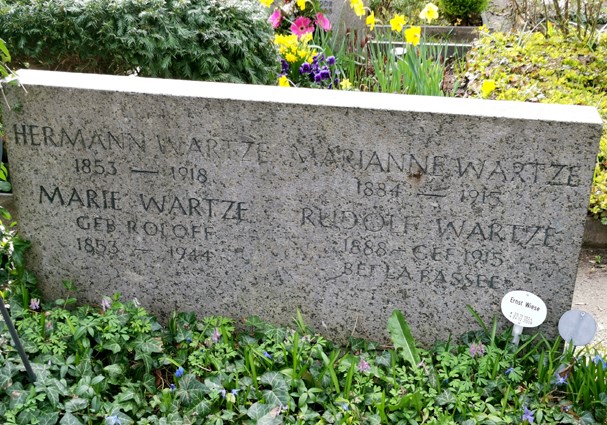 HERMANN WARTZE
1853 — 1918
MARIE WARTZE
GEB ROLOFF
1853 — 1944
MARIANNE WARTZE
1884 — 1915
RUDOLF WARTZE
1888 - GEF 1915
BEI LA BASSEE
Ernst Wiese